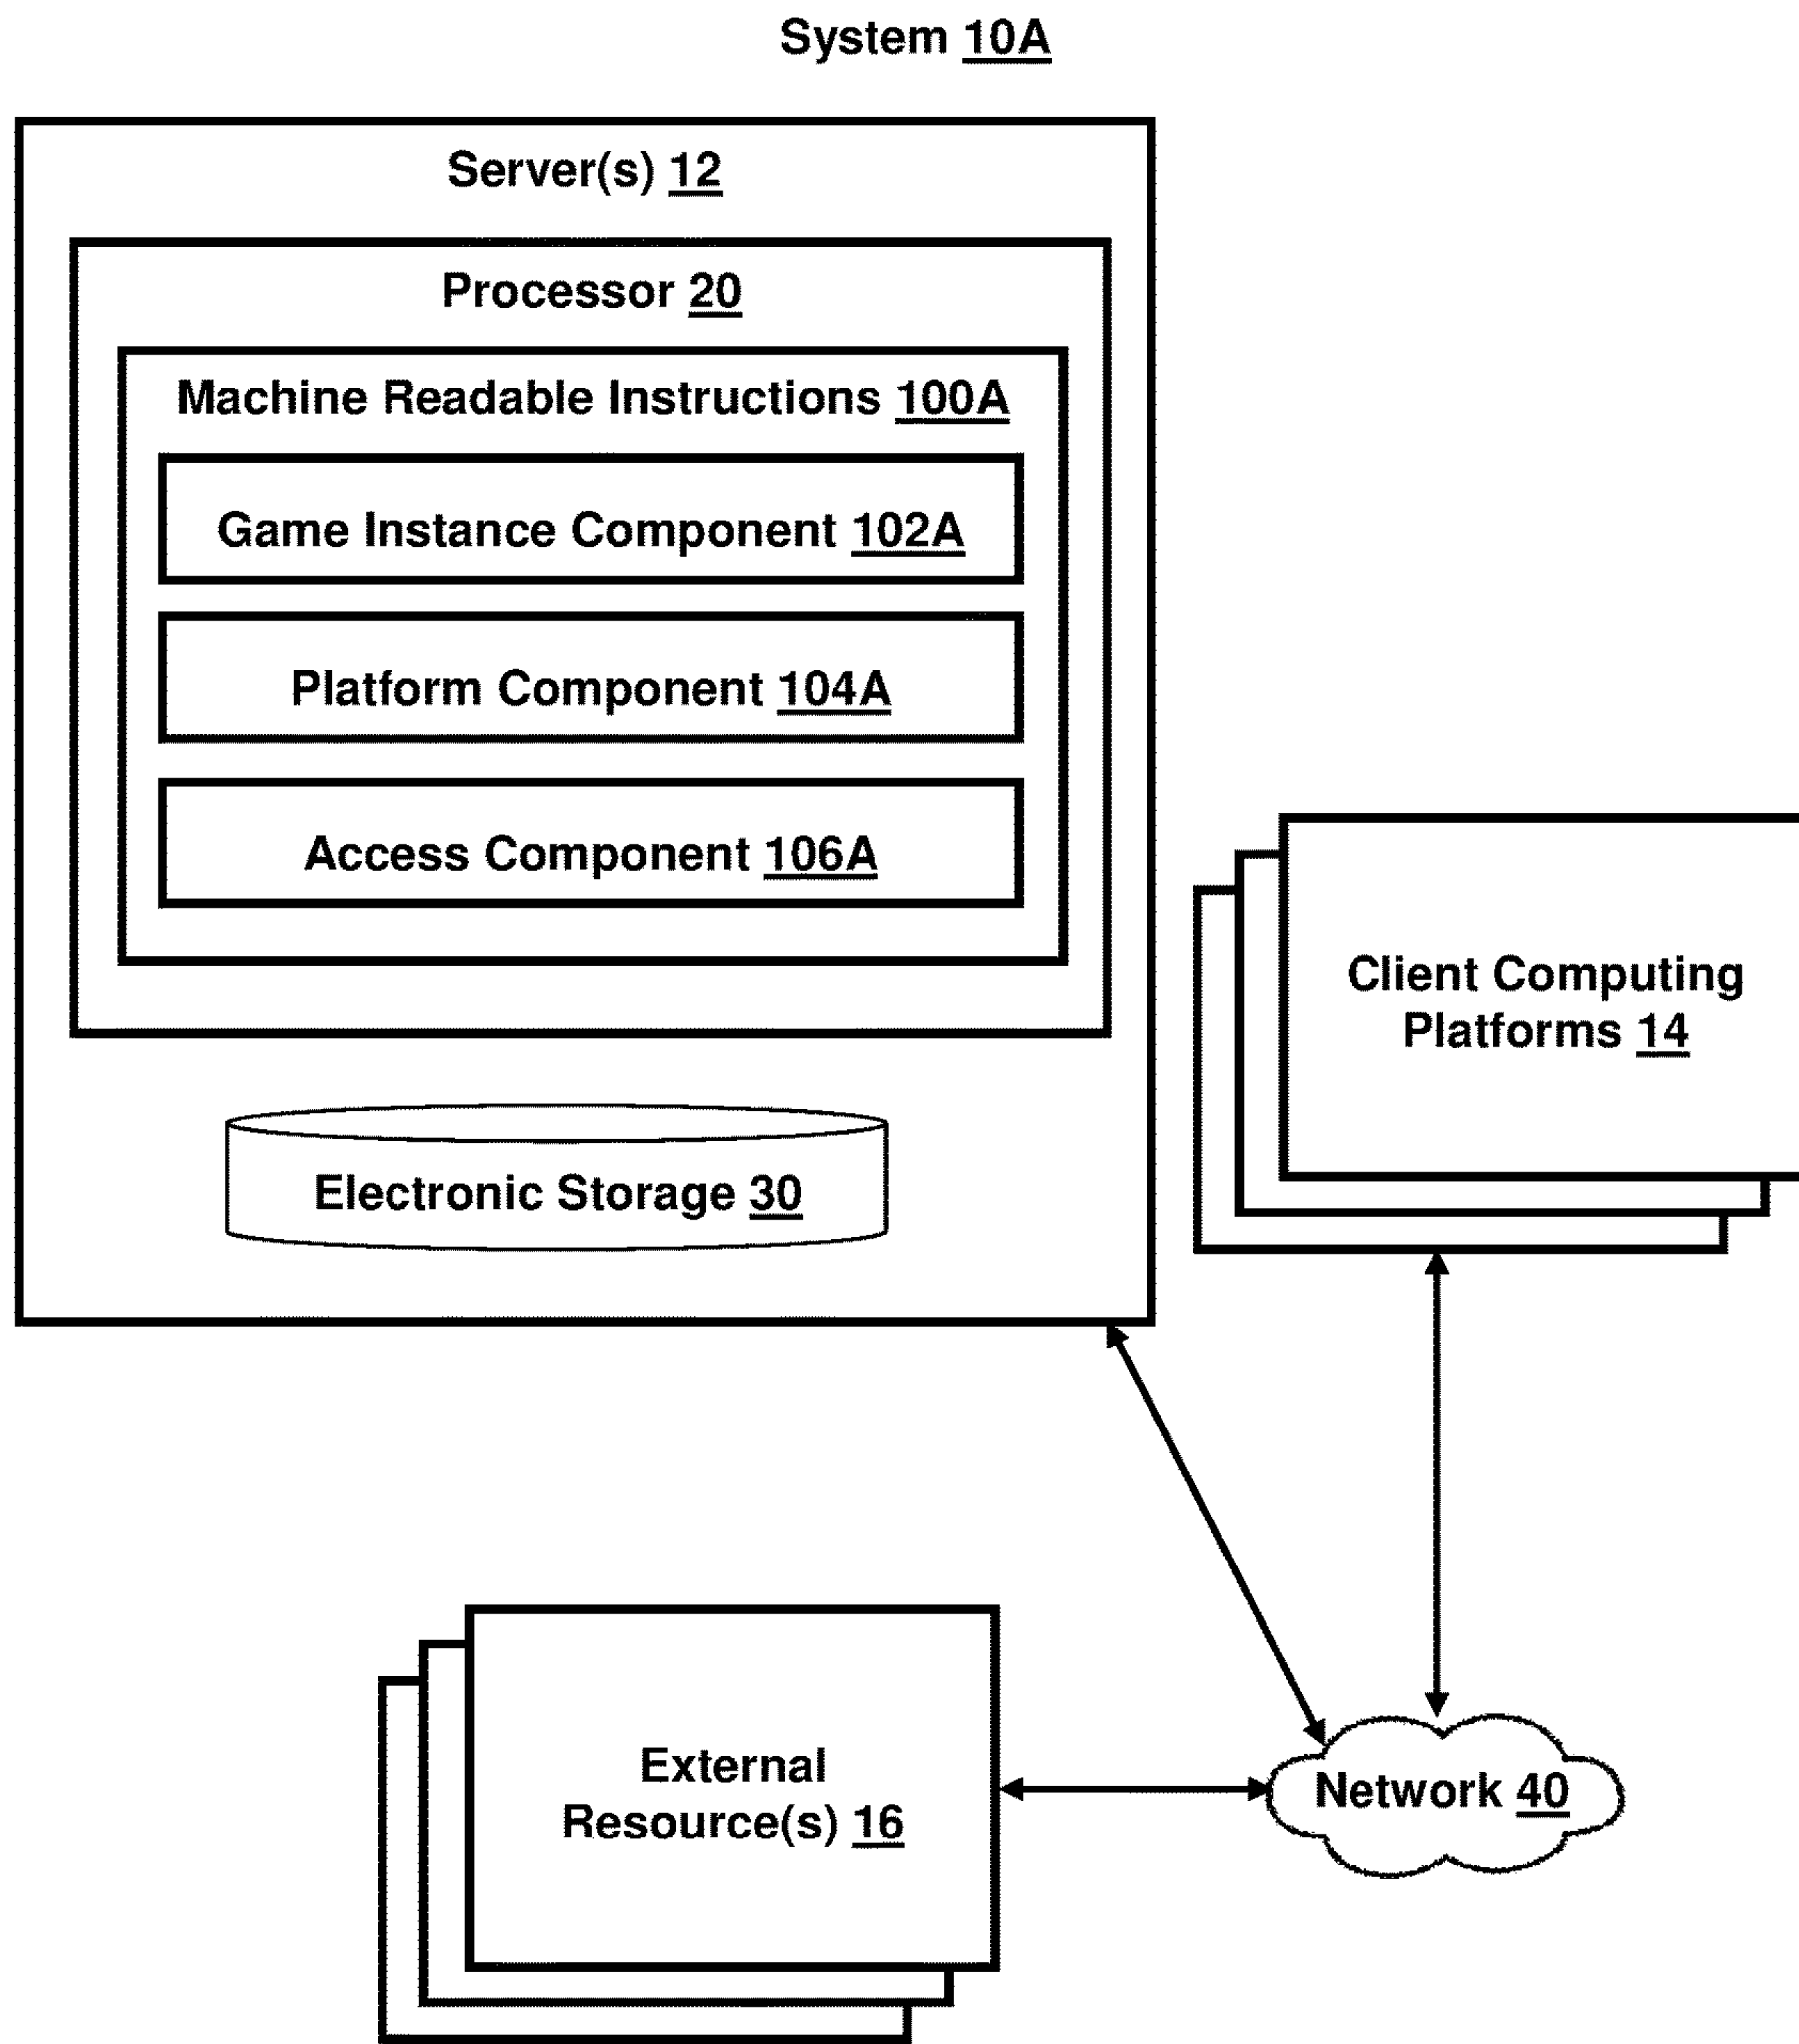 System 10A
Server(s) 12
Processor 20
Machine Readable Instructions 100A
Game Instance Component 102A
Platform Component 104A
Access Component 106A
Electronic Storage 30
Client Computing
Platforms 14
External
Resource(s) 16
Network 40